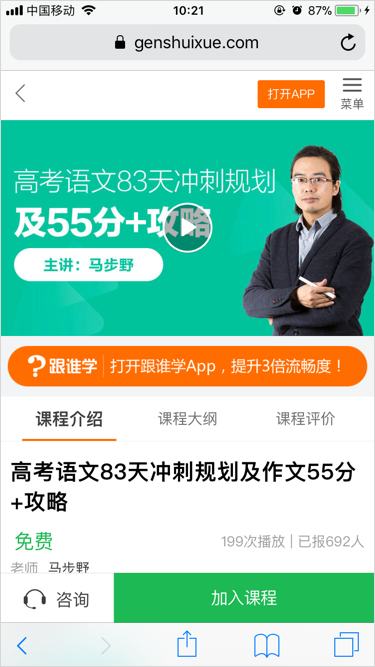 中国移动 10:21 87%
genshuixue.com
打开APP
菜单
高考语文83天冲刺规划
及55分+攻略
主讲：马步野
跟谁学 打开跟谁学App，提升3倍流畅度！
课程介绍 课程大纲 课程评价
高考语文83天冲刺规划及作文55分
+攻略
免费 199次播放 | 已报692人
老师 马步野
咨询 加入课程